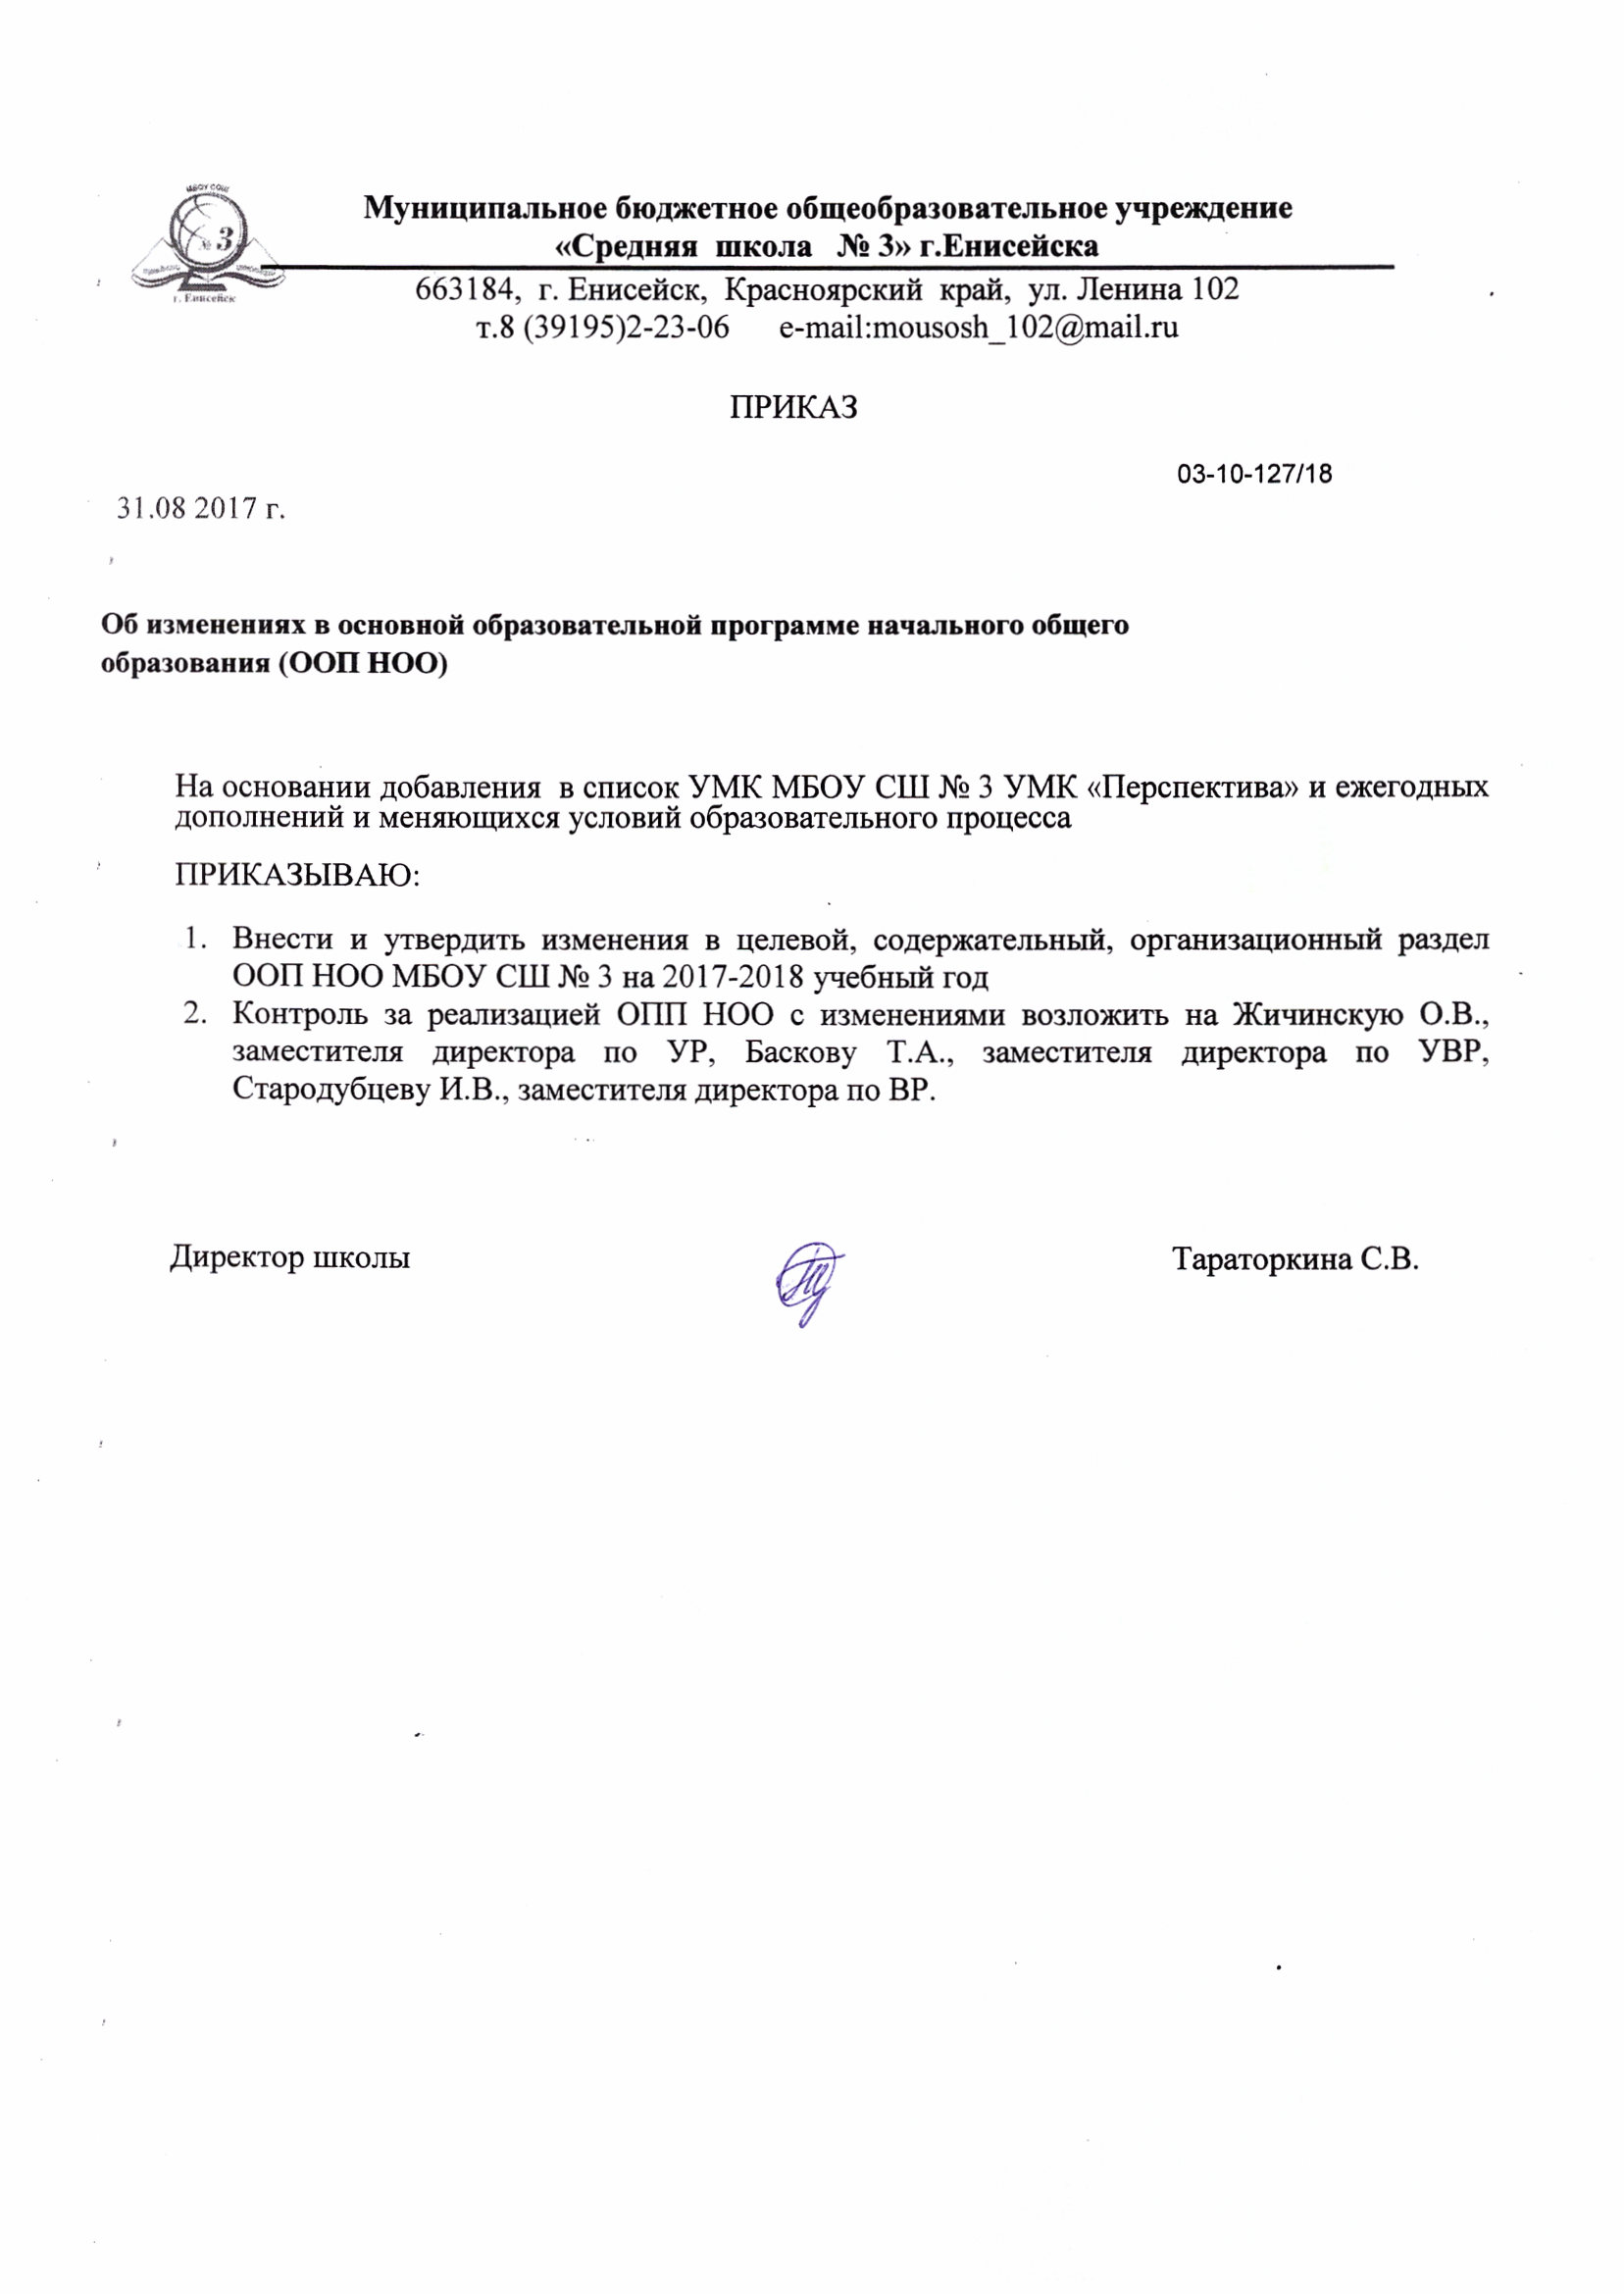 МБОУ СОШ
№ 3
г. Енисейск
Муниципальное бюджетное общеобразовательное учреждение
«Средняя школа № 3» г.Енисейска
663184, г. Енисейск, Красноярский край, ул. Ленина 102
т.8 (39195)2-23-06 e-mail:mousosh_102@mail.ru
ПРИКАЗ
03-10-127/18
31.08 2017 г.
Об изменениях в основной образовательной программе начального общего
образования (ООП НОО)
На основании добавления в список УМК МБОУ СШ № 3 УМК «Перспектива» и ежегодных
дополнений и меняющихся условий образовательного процесса
ПРИКАЗЫВАЮ:
1. Внести и утвердить изменения в целевой, содержательный, организационный раздел
ООП НОО МБОУ СШ № 3 на 2017-2018 учебный год
2. Контроль за реализацией ОПП НОО с изменениями возложить на Жичинскую О.В.,
заместителя директора по УР, Баскову Т.А., заместителя директора по УВР,
Стародубцеву И.В., заместителя директора по ВР.
Директор школы Тараторкина С.В.